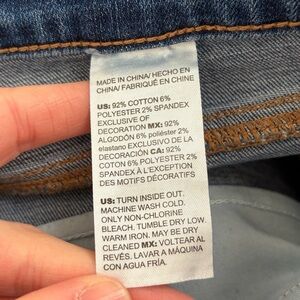 MADE IN CHINA/ HECHO EN
CHINA/ FABRIQUÉ EN CHINE
US: 92% COTTON 6%
POLYESTER 2% SPANDEX
EXCLUSIVE OF
DECORATION MX: 92%
ALGODÓN 6% poliéster 2%
elastano EXCLUSIVO DE LA
DECORACIÓN CA: 92%
COTON 6% POLYESTER 2%
SPANDEX À L'EXCEPTION
DES MOTIFS DÉCORATIFS
US: TURN INSIDE OUT.
MACHINE WASH COLD.
ONLY NON-CHLORINE
BLEACH. TUMBLE DRY LOW.
WARM IRON. MAY BE DRY
CLEANED MX: VOLTEAR AL
REVÉS. LAVAR A MÁQUINA
CON AGUA FRÍA.